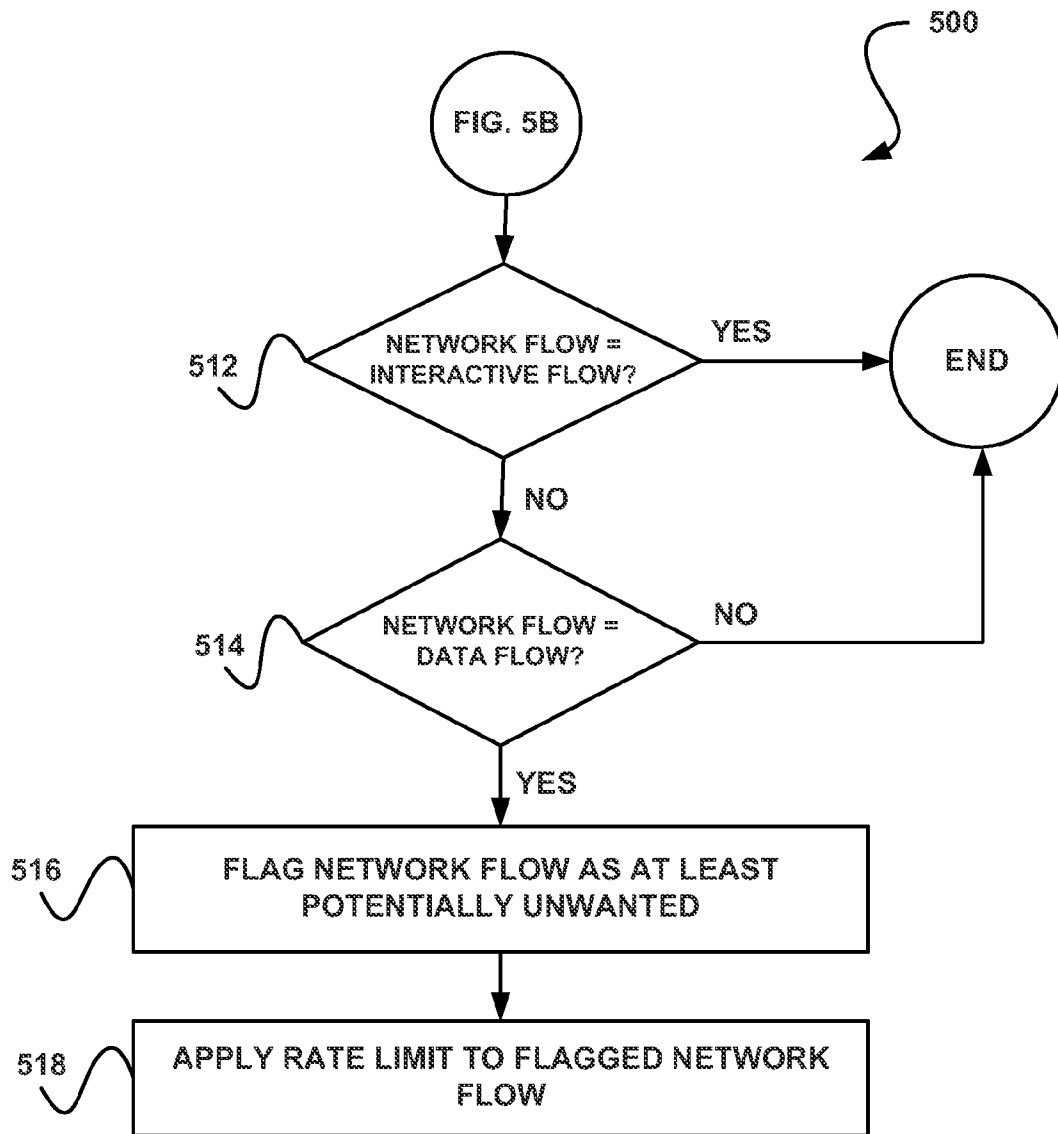 500
FIG. 5B
512
NETWORK FLOW =
INTERACTIVE FLOW?
YES
END
NO
514
NETWORK FLOW =
DATA FLOW?
NO
YES
516
FLAG NETWORK FLOW AS AT LEAST
POTENTIALLY UNWANTED
518
APPLY RATE LIMIT TO FLAGGED NETWORK
FLOW